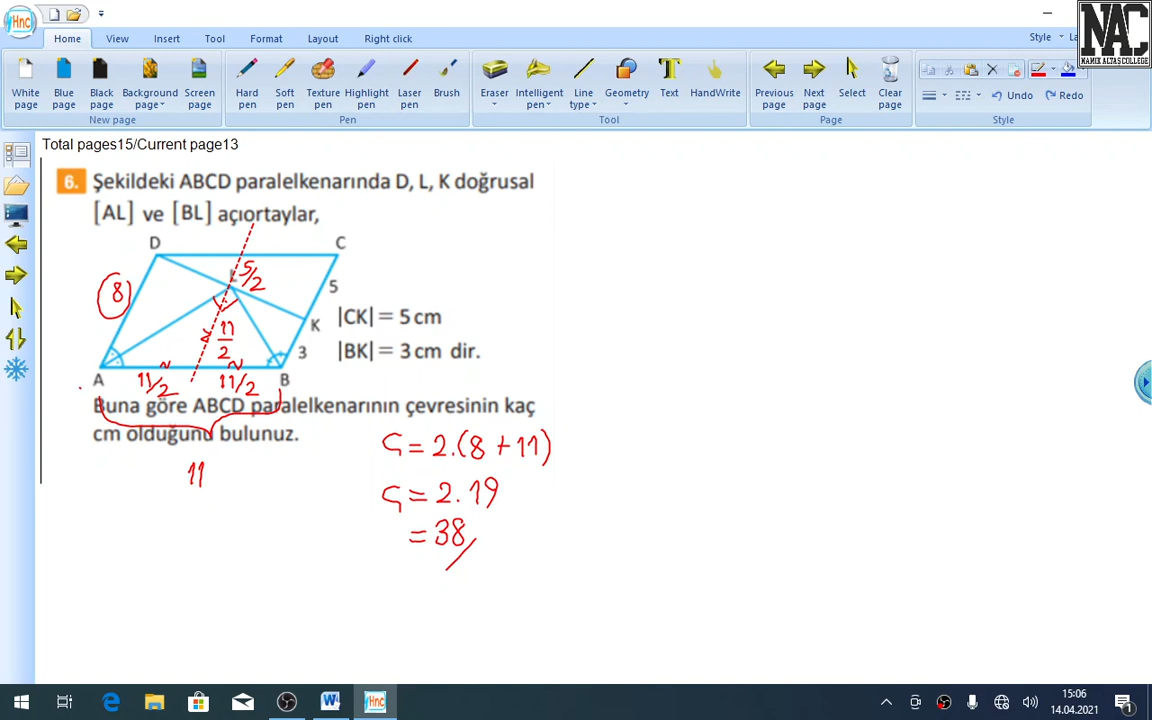 Hnc
NAC
NAMIK ALTAŞ COLLEGE
Home View Insert Tool Format Layout Right click Style
White page Blue page Black page Background page Screen page Hard pen Soft pen Texture pen Highlight pen Laser pen Brush Eraser Intelligent pen Line type Geometry Text HandWrite Previous page Next page Select Clear page Undo Redo
New page Pen Tool Page Style
Total pages15/Current page13
6. Şekildeki ABCD paralelkenarında D, L, K doğrusal
[AL] ve [BL] açıortaylar,
D C
L 5/2
8 5
|CK| = 5 cm
11/2 K
|BK| = 3 cm dir.
3
A 11/2 11/2 B
Buna göre ABCD paralelkenarının çevresinin kaç
cm olduğunu bulunuz.
11
Ç = 2.(8 + 11)
Ç = 2.19
= 38
Hnc
15:06
14.04.2021
1